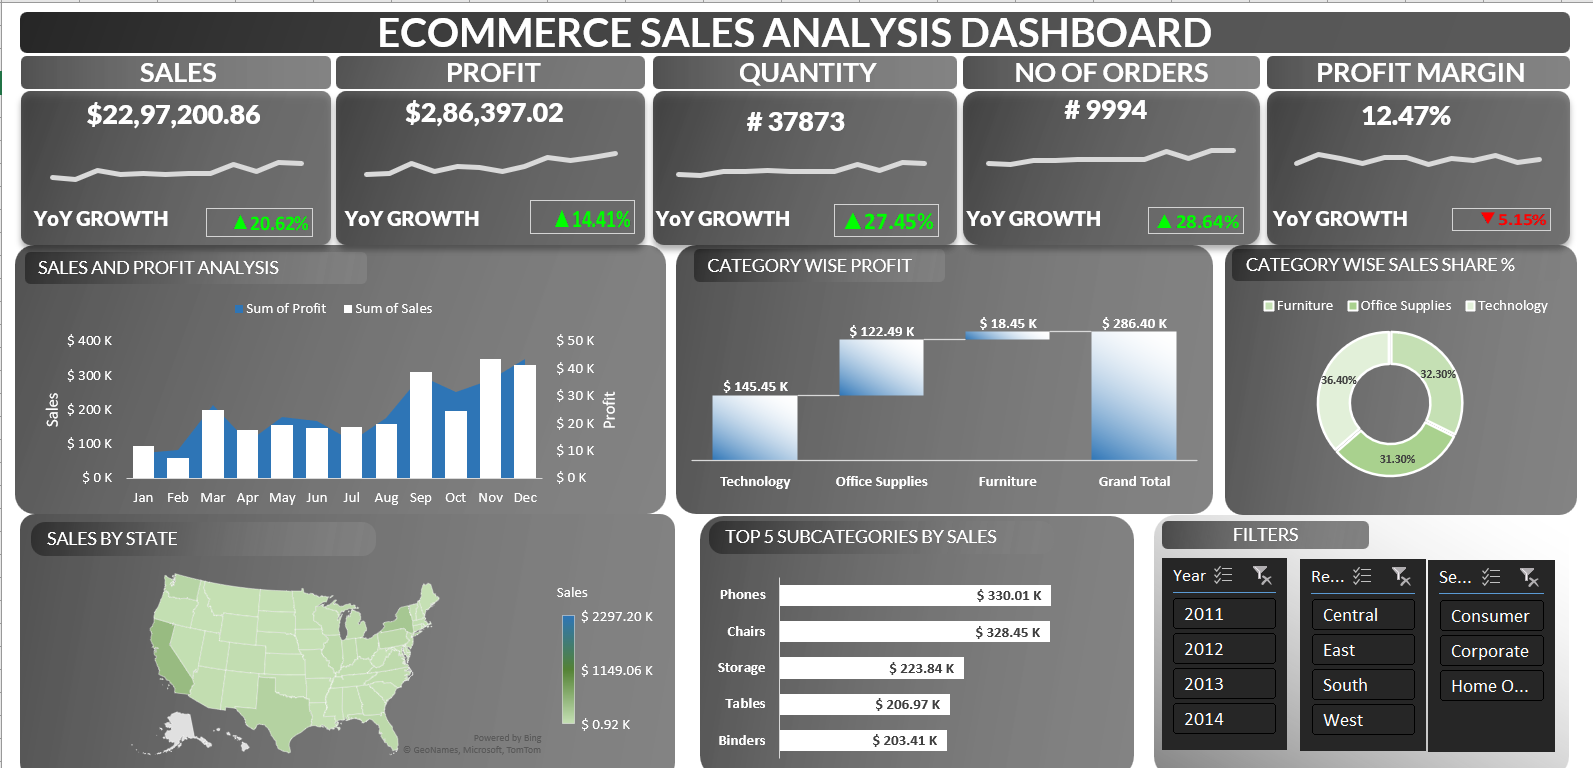 ECOMMERCE SALES ANALYSIS DASHBOARD
SALES
$22,97,200.86
YoY GROWTH
▲20.62%
PROFIT
$2,86,397.02
YoY GROWTH
▲14.41%
QUANTITY
# 37873
YoY GROWTH
▲27.45%
NO OF ORDERS
# 9994
YoY GROWTH
▲28.64%
PROFIT MARGIN
12.47%
YoY GROWTH
▼5.15%
SALES AND PROFIT ANALYSIS
Sum of Profit
Sum of Sales
$ 400 K
$ 300 K
$ 200 K
$ 100 K
$ 0 K
Sales
$ 50 K
$ 40 K
$ 30 K
$ 20 K
$ 10 K
$ 0 K
Profit
Jan Feb Mar Apr May Jun Jul Aug Sep Oct Nov Dec
CATEGORY WISE PROFIT
$ 145.45 K
$ 122.49 K
$ 18.45 K
$ 286.40 K
Technology
Office Supplies
Furniture
Grand Total
CATEGORY WISE SALES SHARE %
Furniture
Office Supplies
Technology
36.40%
32.30%
31.30%
SALES BY STATE
Sales
$ 2297.20 K
$ 1149.06 K
$ 0.92 K
Powered by Bing
© GeoNames, Microsoft, TomTom
TOP 5 SUBCATEGORIES BY SALES
Phones $ 330.01 K
Chairs $ 328.45 K
Storage $ 223.84 K
Tables $ 206.97 K
Binders $ 203.41 K
FILTERS
Year
2011
2012
2013
2014
Re...
Central
East
South
West
Se...
Consumer
Corporate
Home O...